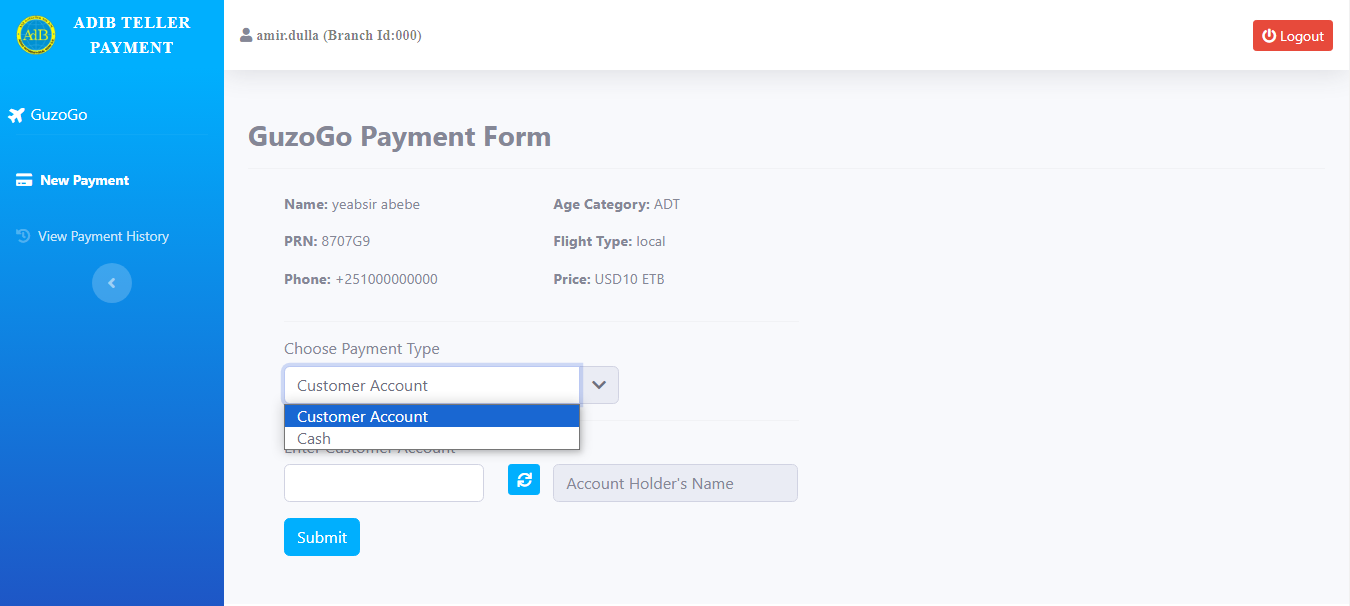 AdB
ADIB TELLER
PAYMENT
amir.dulla (Branch Id:000)
Logout
GuzoGo
New Payment
View Payment History
GuzoGo Payment Form
Name: yeabsir abebe
Age Category: ADT
PRN: 8707G9
Flight Type: local
Phone: +251000000000
Price: USD10 ETB
Choose Payment Type
Customer Account
Customer Account
Cash
Enter Customer Account
Account Holder's Name
Submit